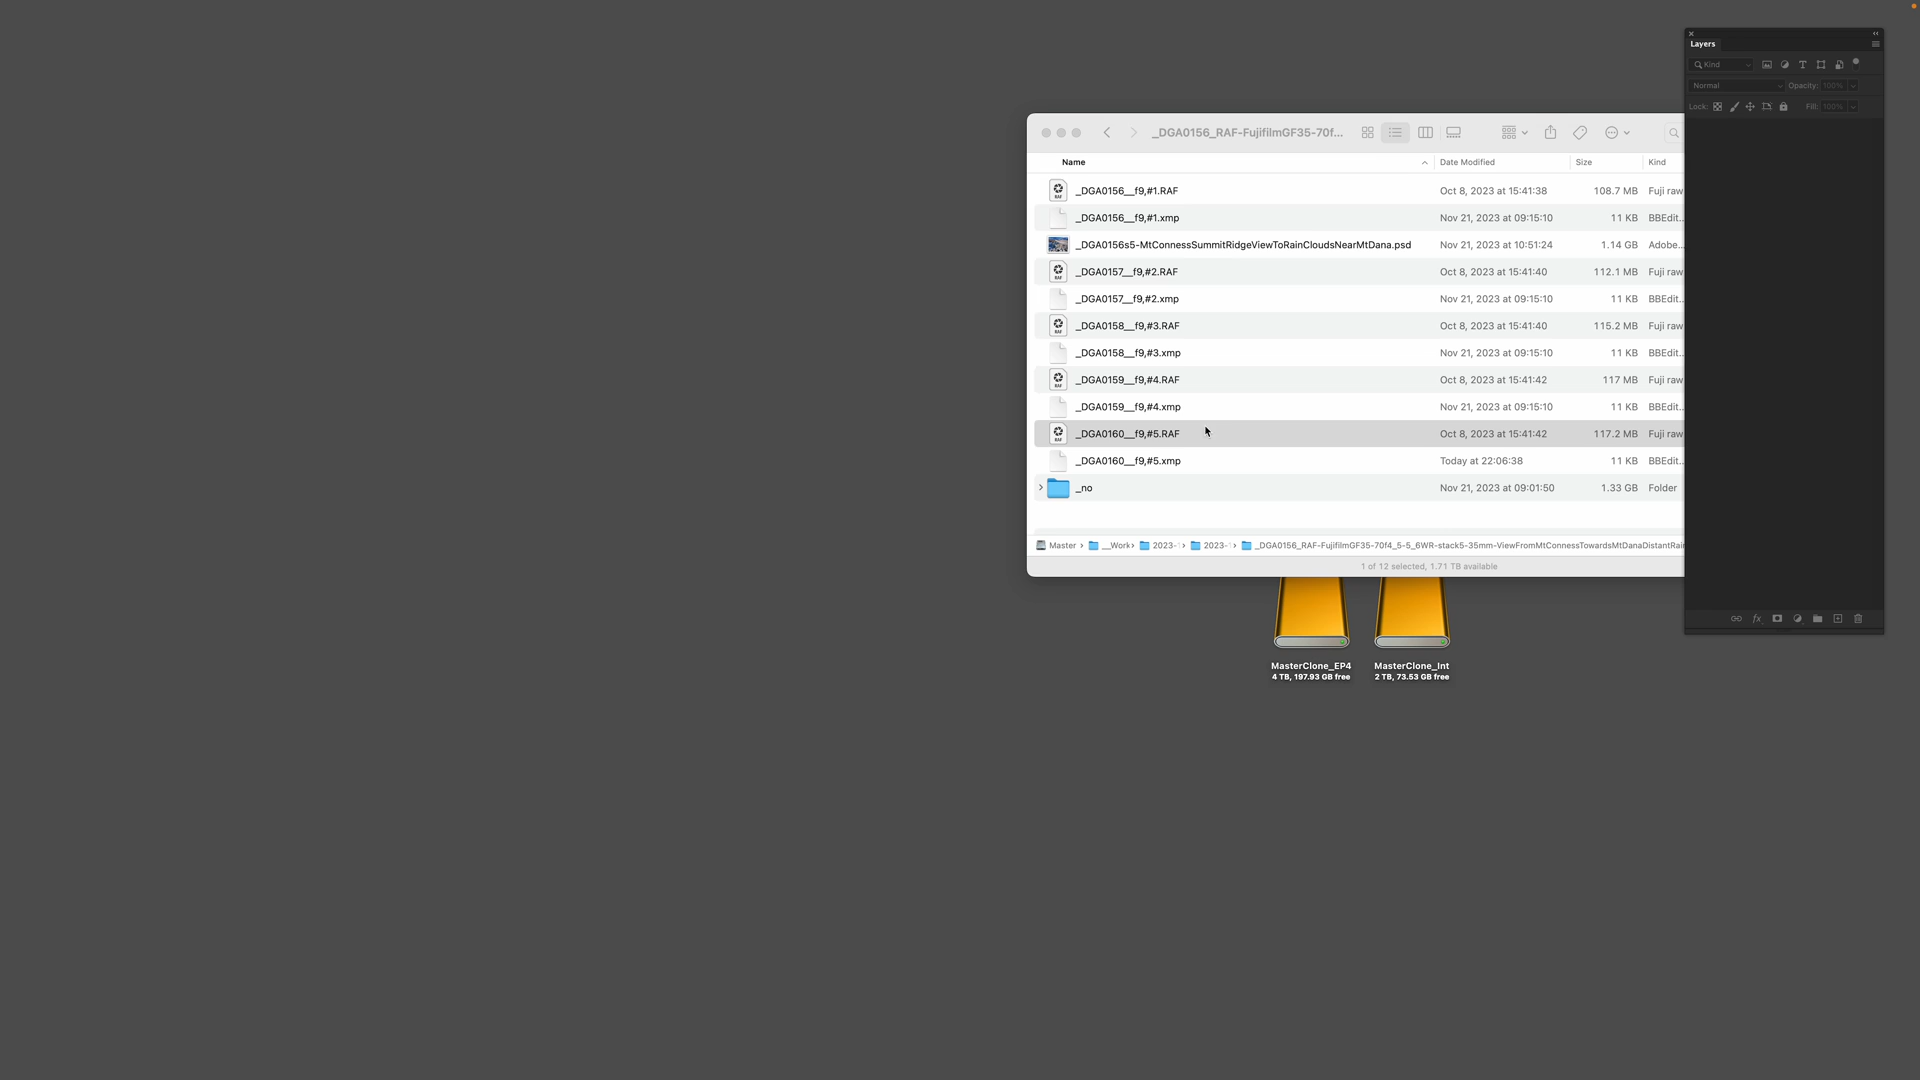 Layers
Kind
Normal Opacity: 100%
Lock: Fill: 100%
_DGA0156_RAF-FujifilmGF35-70f...
Name Date Modified Size Kind
_DGA0156__f9,#1.RAF Oct 8, 2023 at 15:41:38 108.7 MB Fuji raw
_DGA0156__f9,#1.xmp Nov 21, 2023 at 09:15:10 11 KB BBEdit...
_DGA0156s5-MtConnessSummitRidgeViewToRainCloudsNearMtDana.psd Nov 21, 2023 at 10:51:24 1.14 GB Adobe...
_DGA0157__f9,#2.RAF Oct 8, 2023 at 15:41:40 112.1 MB Fuji raw
_DGA0157__f9,#2.xmp Nov 21, 2023 at 09:15:10 11 KB BBEdit...
_DGA0158__f9,#3.RAF Oct 8, 2023 at 15:41:40 115.2 MB Fuji raw
_DGA0158__f9,#3.xmp Nov 21, 2023 at 09:15:10 11 KB BBEdit...
_DGA0159__f9,#4.RAF Oct 8, 2023 at 15:41:42 117 MB Fuji raw
_DGA0159__f9,#4.xmp Nov 21, 2023 at 09:15:10 11 KB BBEdit...
_DGA0160__f9,#5.RAF Oct 8, 2023 at 15:41:42 117.2 MB Fuji raw
_DGA0160__f9,#5.xmp Today at 22:06:38 11 KB BBEdit...
_no Nov 21, 2023 at 09:01:50 1.33 GB Folder
Master › __Work › 2023- › 2023- › _DGA0156_RAF-FujifilmGF35-70f4_5-5_6WR-stack5-35mm-ViewFromMtConnessTowardsMtDanaDistantRai
1 of 12 selected, 1.71 TB available
MasterClone_EP4 MasterClone_Int
4 TB, 197.93 GB free 2 TB, 73.53 GB free